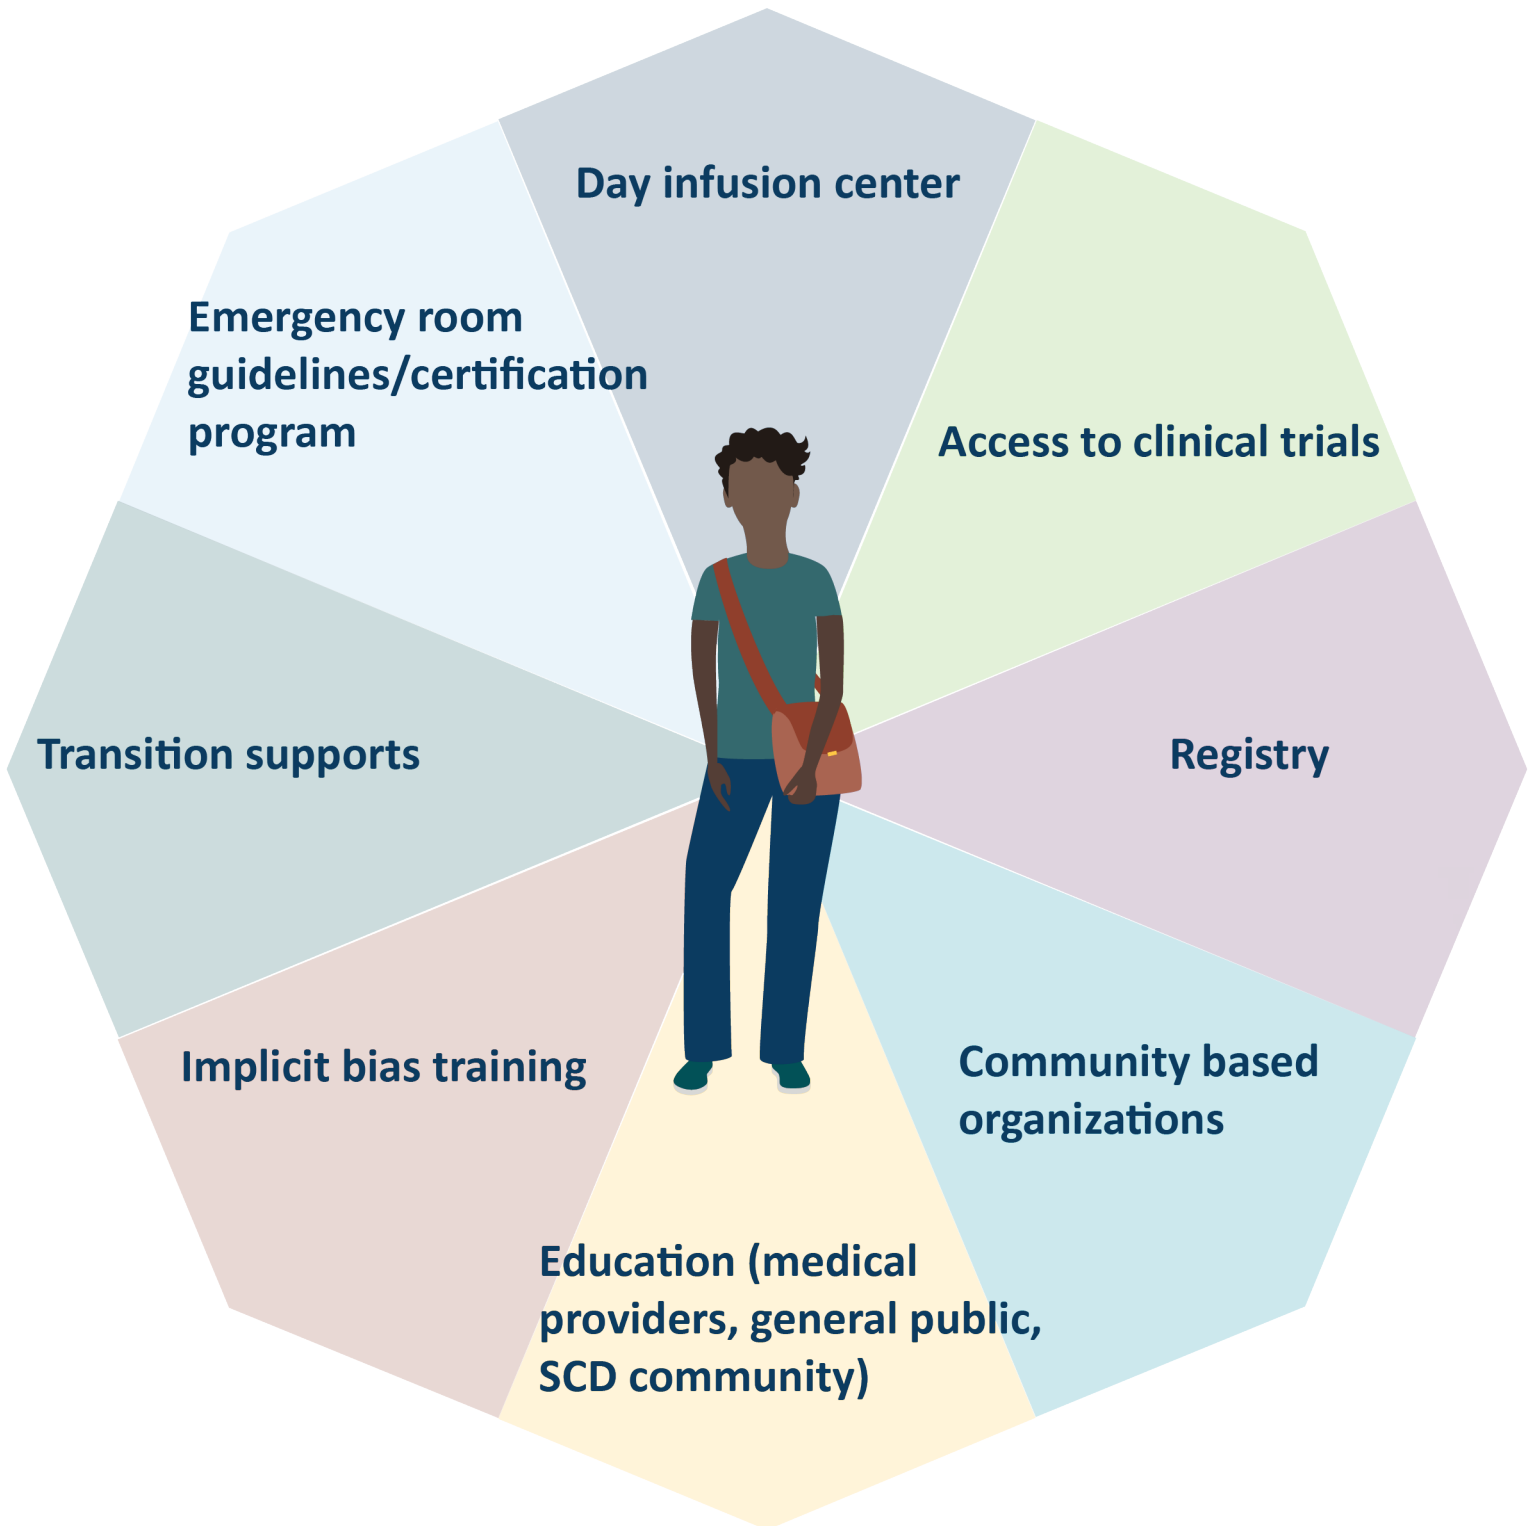 Day infusion center
Emergency room
guidelines/certification
program
Access to clinical trials
Transition supports
Registry
Implicit bias training
Community based
organizations
Education (medical
providers, general public,
SCD community)